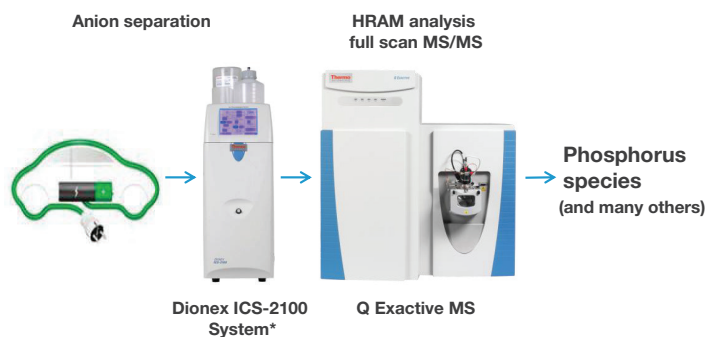 Anion separation
HRAM analysis
full scan MS/MS
Thermo
Phosphorus
species
(and many others)
Dionex ICS-2100
System*
Q Exactive MS